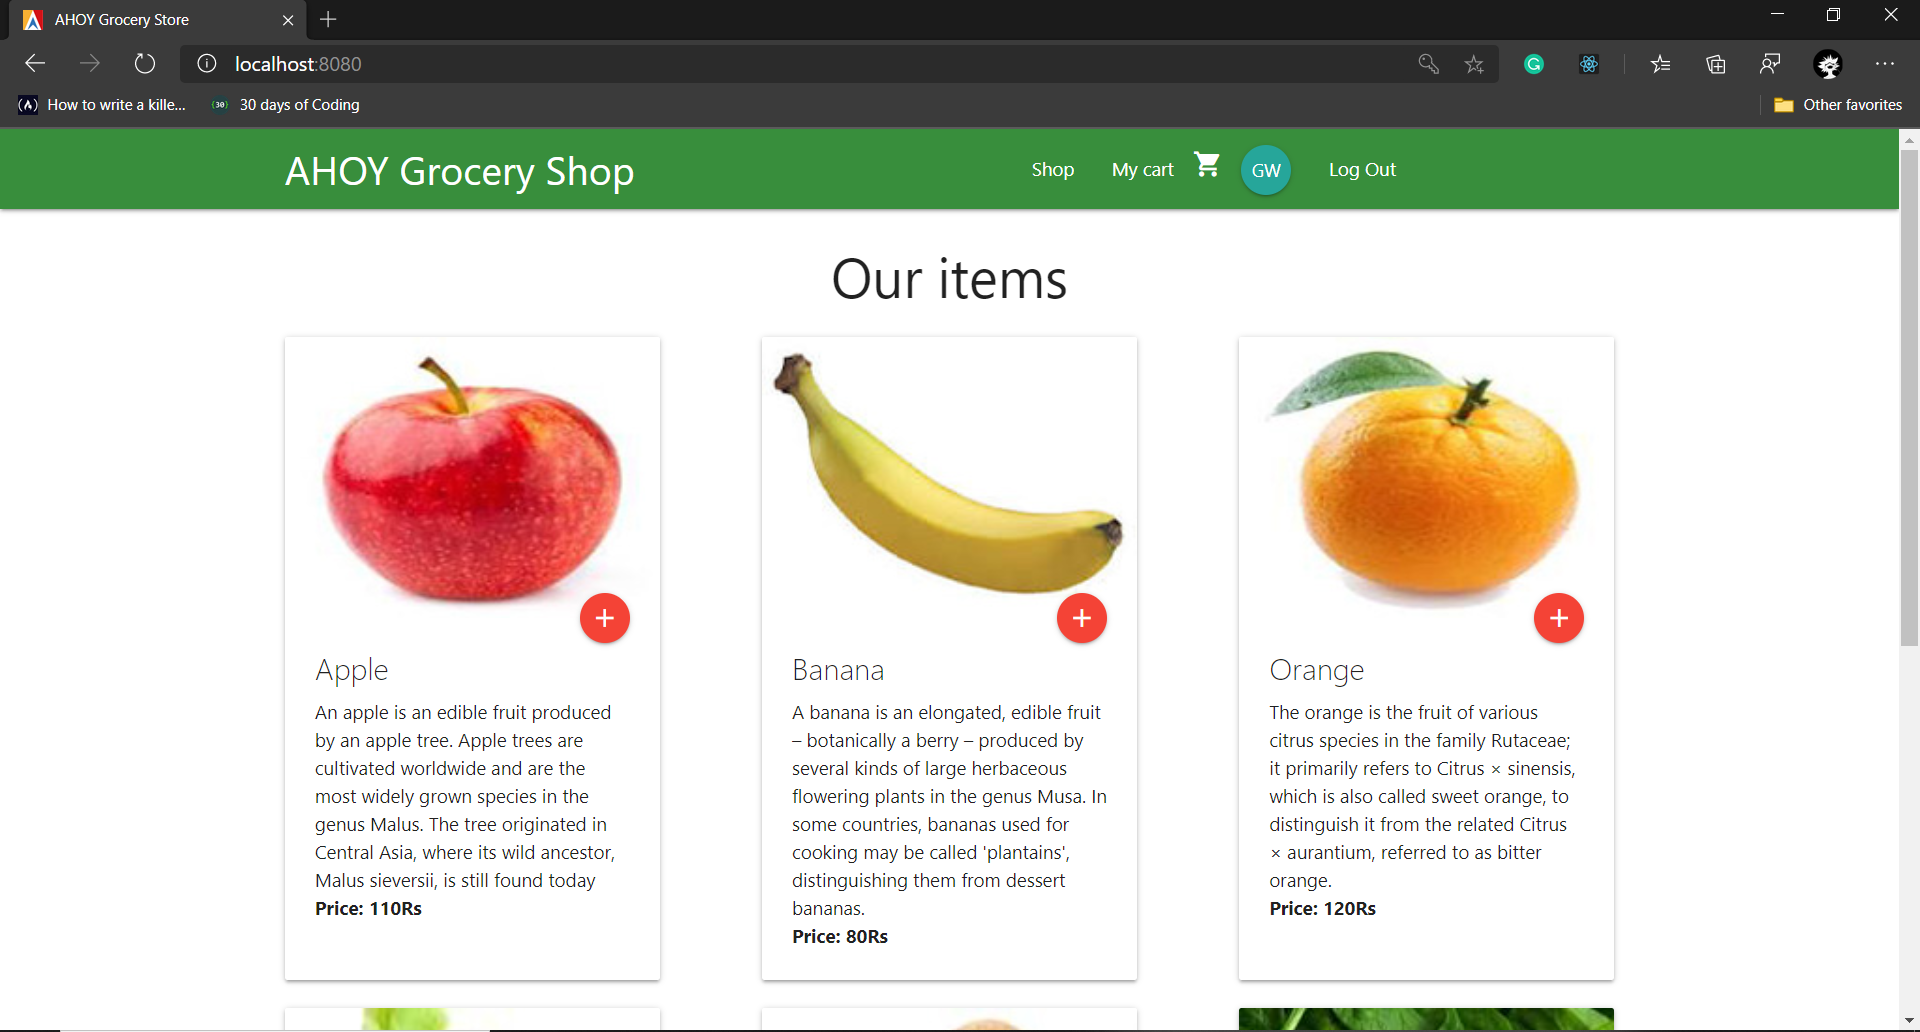 AHOY Grocery Store
localhost:8080
How to write a kille...
{30}
30 days of Coding
Other favorites
AHOY Grocery Shop
Shop
My cart
GW
Log Out
Our items
Apple
An apple is an edible fruit produced
by an apple tree. Apple trees are
cultivated worldwide and are the
most widely grown species in the
genus Malus. The tree originated in
Central Asia, where its wild ancestor,
Malus sieversii, is still found today
Price: 110Rs
Banana
A banana is an elongated, edible fruit
– botanically a berry – produced by
several kinds of large herbaceous
flowering plants in the genus Musa. In
some countries, bananas used for
cooking may be called 'plantains',
distinguishing them from dessert
bananas.
Price: 80Rs
Orange
The orange is the fruit of various
citrus species in the family Rutaceae;
it primarily refers to Citrus × sinensis,
which is also called sweet orange, to
distinguish it from the related Citrus
× aurantium, referred to as bitter
orange.
Price: 120Rs